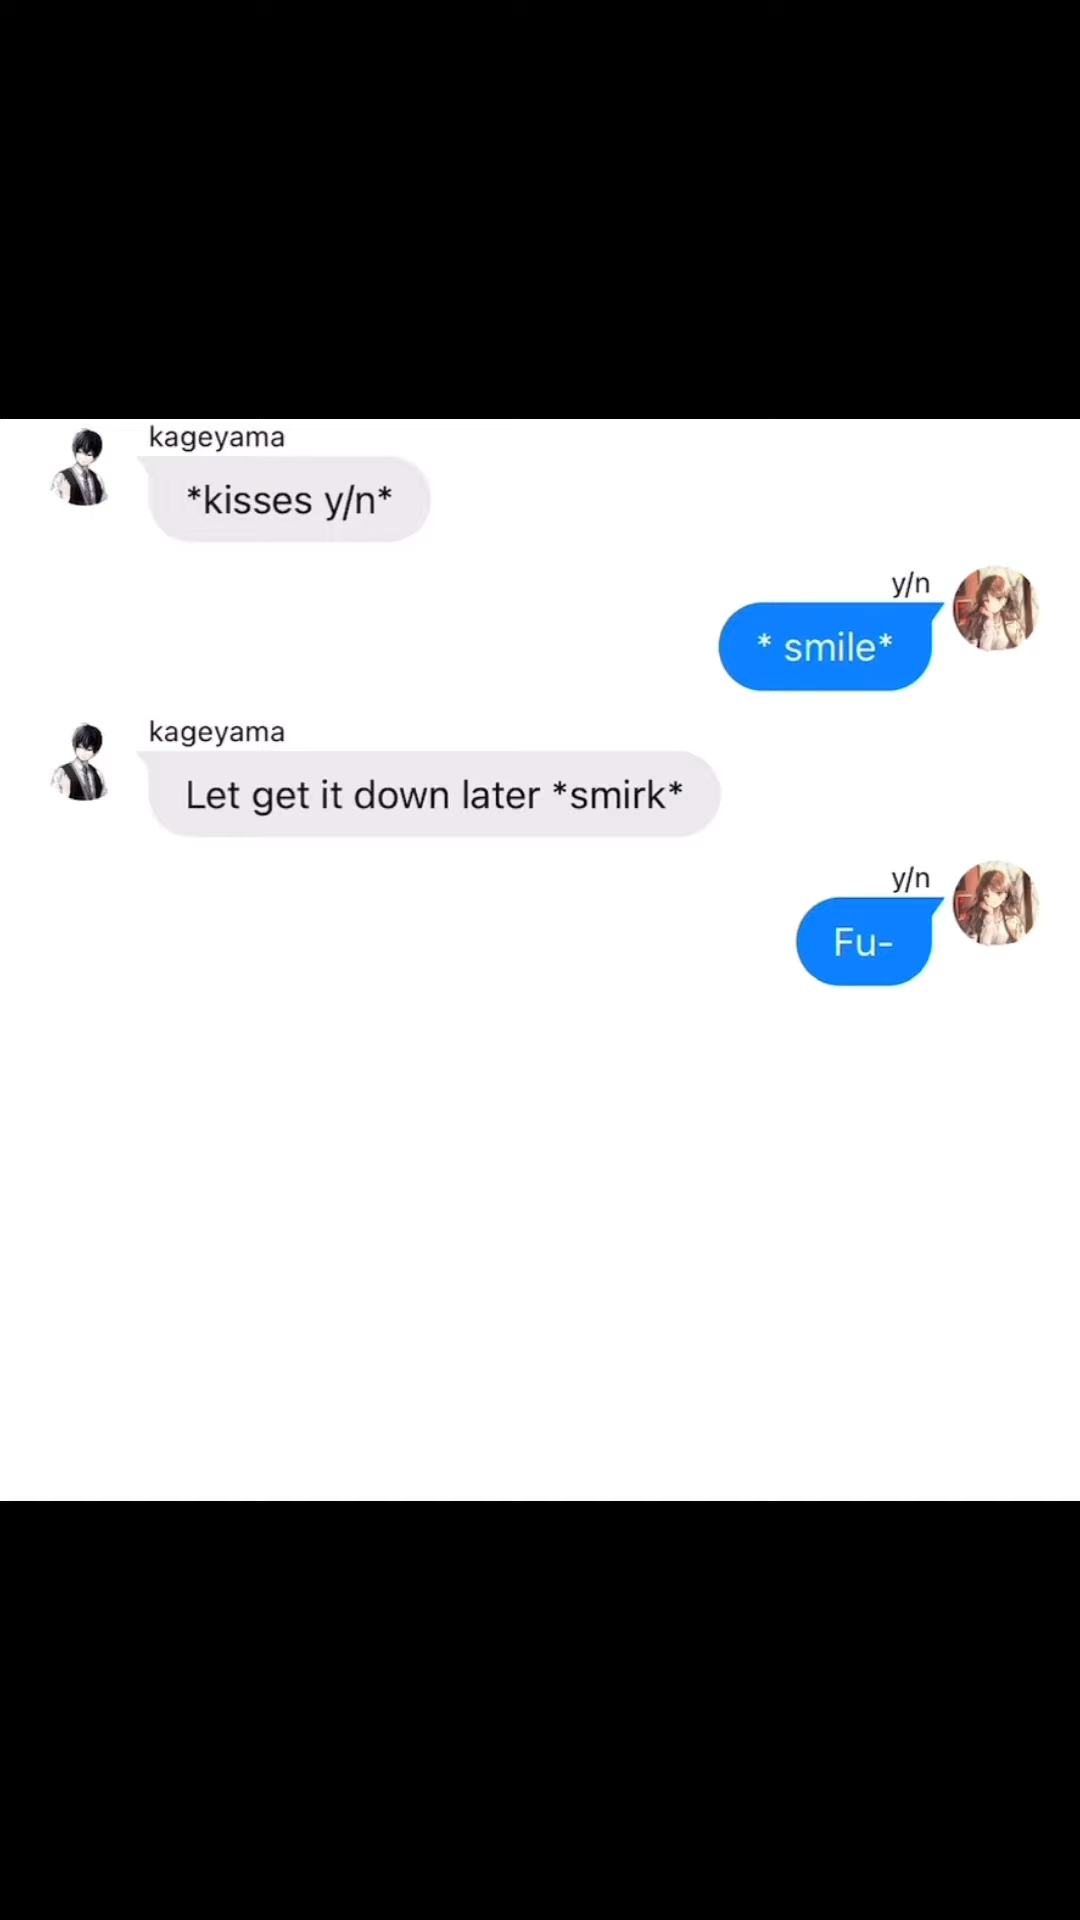 kageyama
*kisses y/n*
y/n
* smile*
kageyama
Let get it down later *smirk*
y/n
Fu-